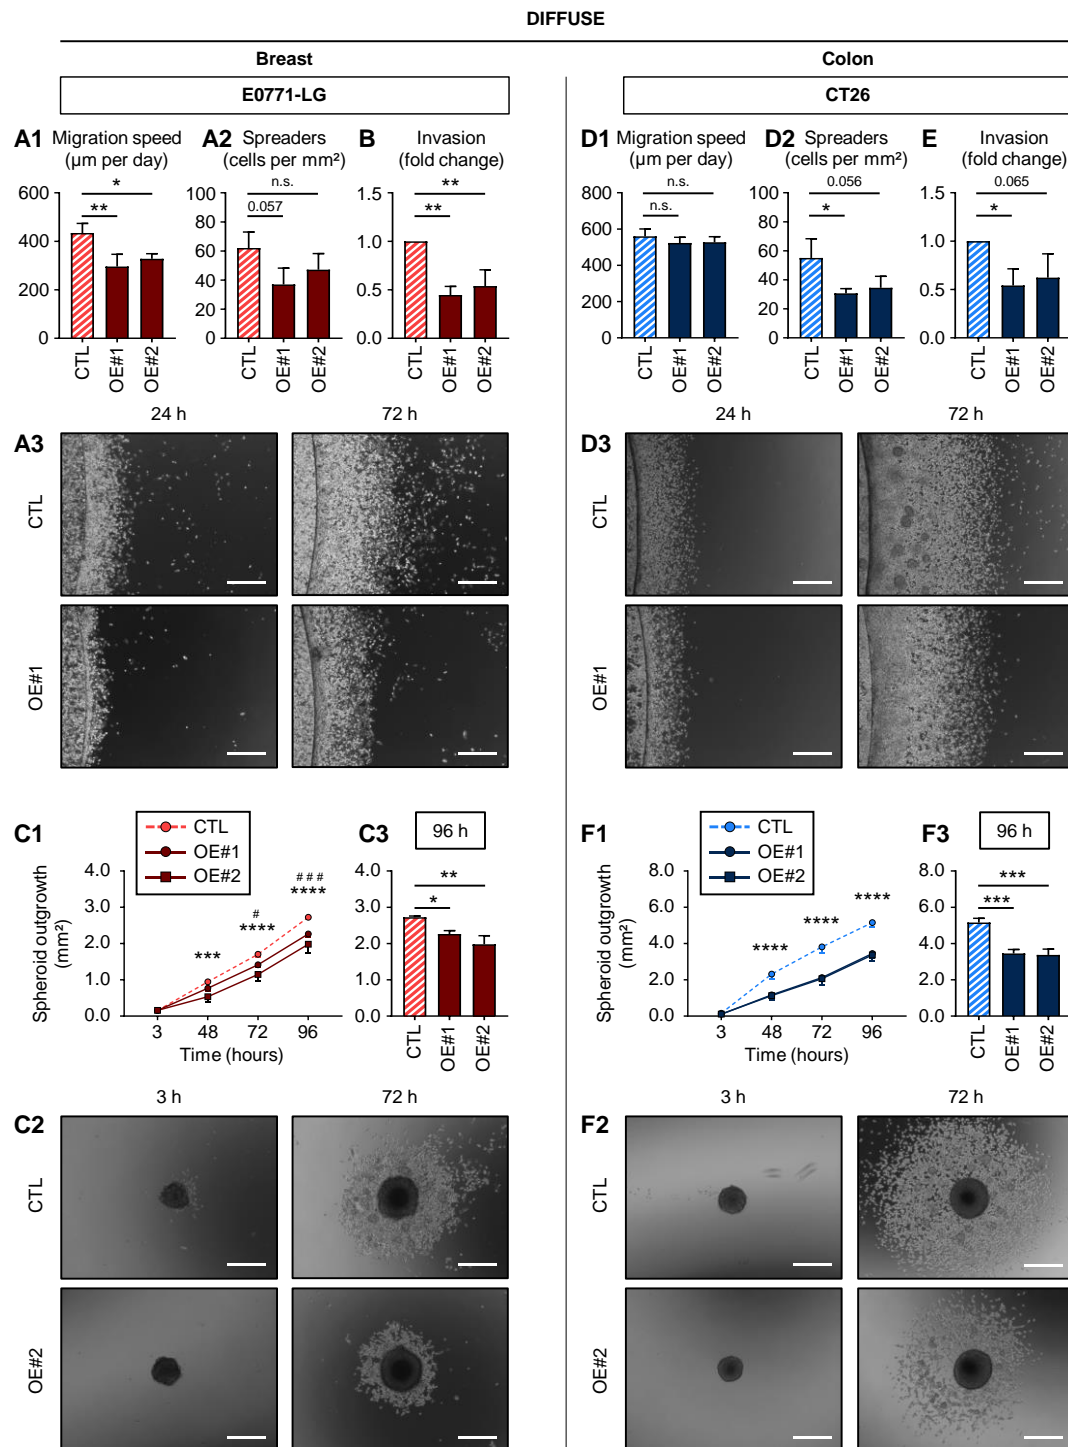 DIFFUSE
Breast
Colon
E0771-LG
CT26
A1 Migration speed
(µm per day)
600
400
200
0
*
**
CTL
OE#1
OE#2
A2 Spreaders
(cells per mm²)
100
80
60
40
20
0
n.s.
0.057
CTL
OE#1
OE#2
B Invasion
(fold change)
1.5
1.0
0.5
0.0
**
**
CTL
OE#1
OE#2
D1 Migration speed
(µm per day)
800
600
400
200
0
n.s.
n.s.
CTL
OE#1
OE#2
D2 Spreaders
(cells per mm²)
100
80
60
40
20
0
0.056
*
CTL
OE#1
OE#2
E Invasion
(fold change)
1.5
1.0
0.5
0.0
0.065
*
CTL
OE#1
OE#2
A3
24 h
72 h
CTL
OE#1
D3
24 h
72 h
CTL
OE#1
C1
CTL
OE#1
OE#2
Spheroid outgrowth
(mm²)
4.0
3.0
2.0
1.0
0.0
***
#
****
###
****
3 48 72 96
Time (hours)
C3 96 h
4.0
3.0
2.0
1.0
0.0
**
*
CTL
OE#1
OE#2
F1
CTL
OE#1
OE#2
Spheroid outgrowth
(mm²)
8.0
6.0
4.0
2.0
0.0
****
****
****
3 48 72 96
Time (hours)
F3 96 h
8.0
6.0
4.0
2.0
0.0
***
***
CTL
OE#1
OE#2
C2
3 h
72 h
CTL
OE#2
F2
3 h
72 h
CTL
OE#2